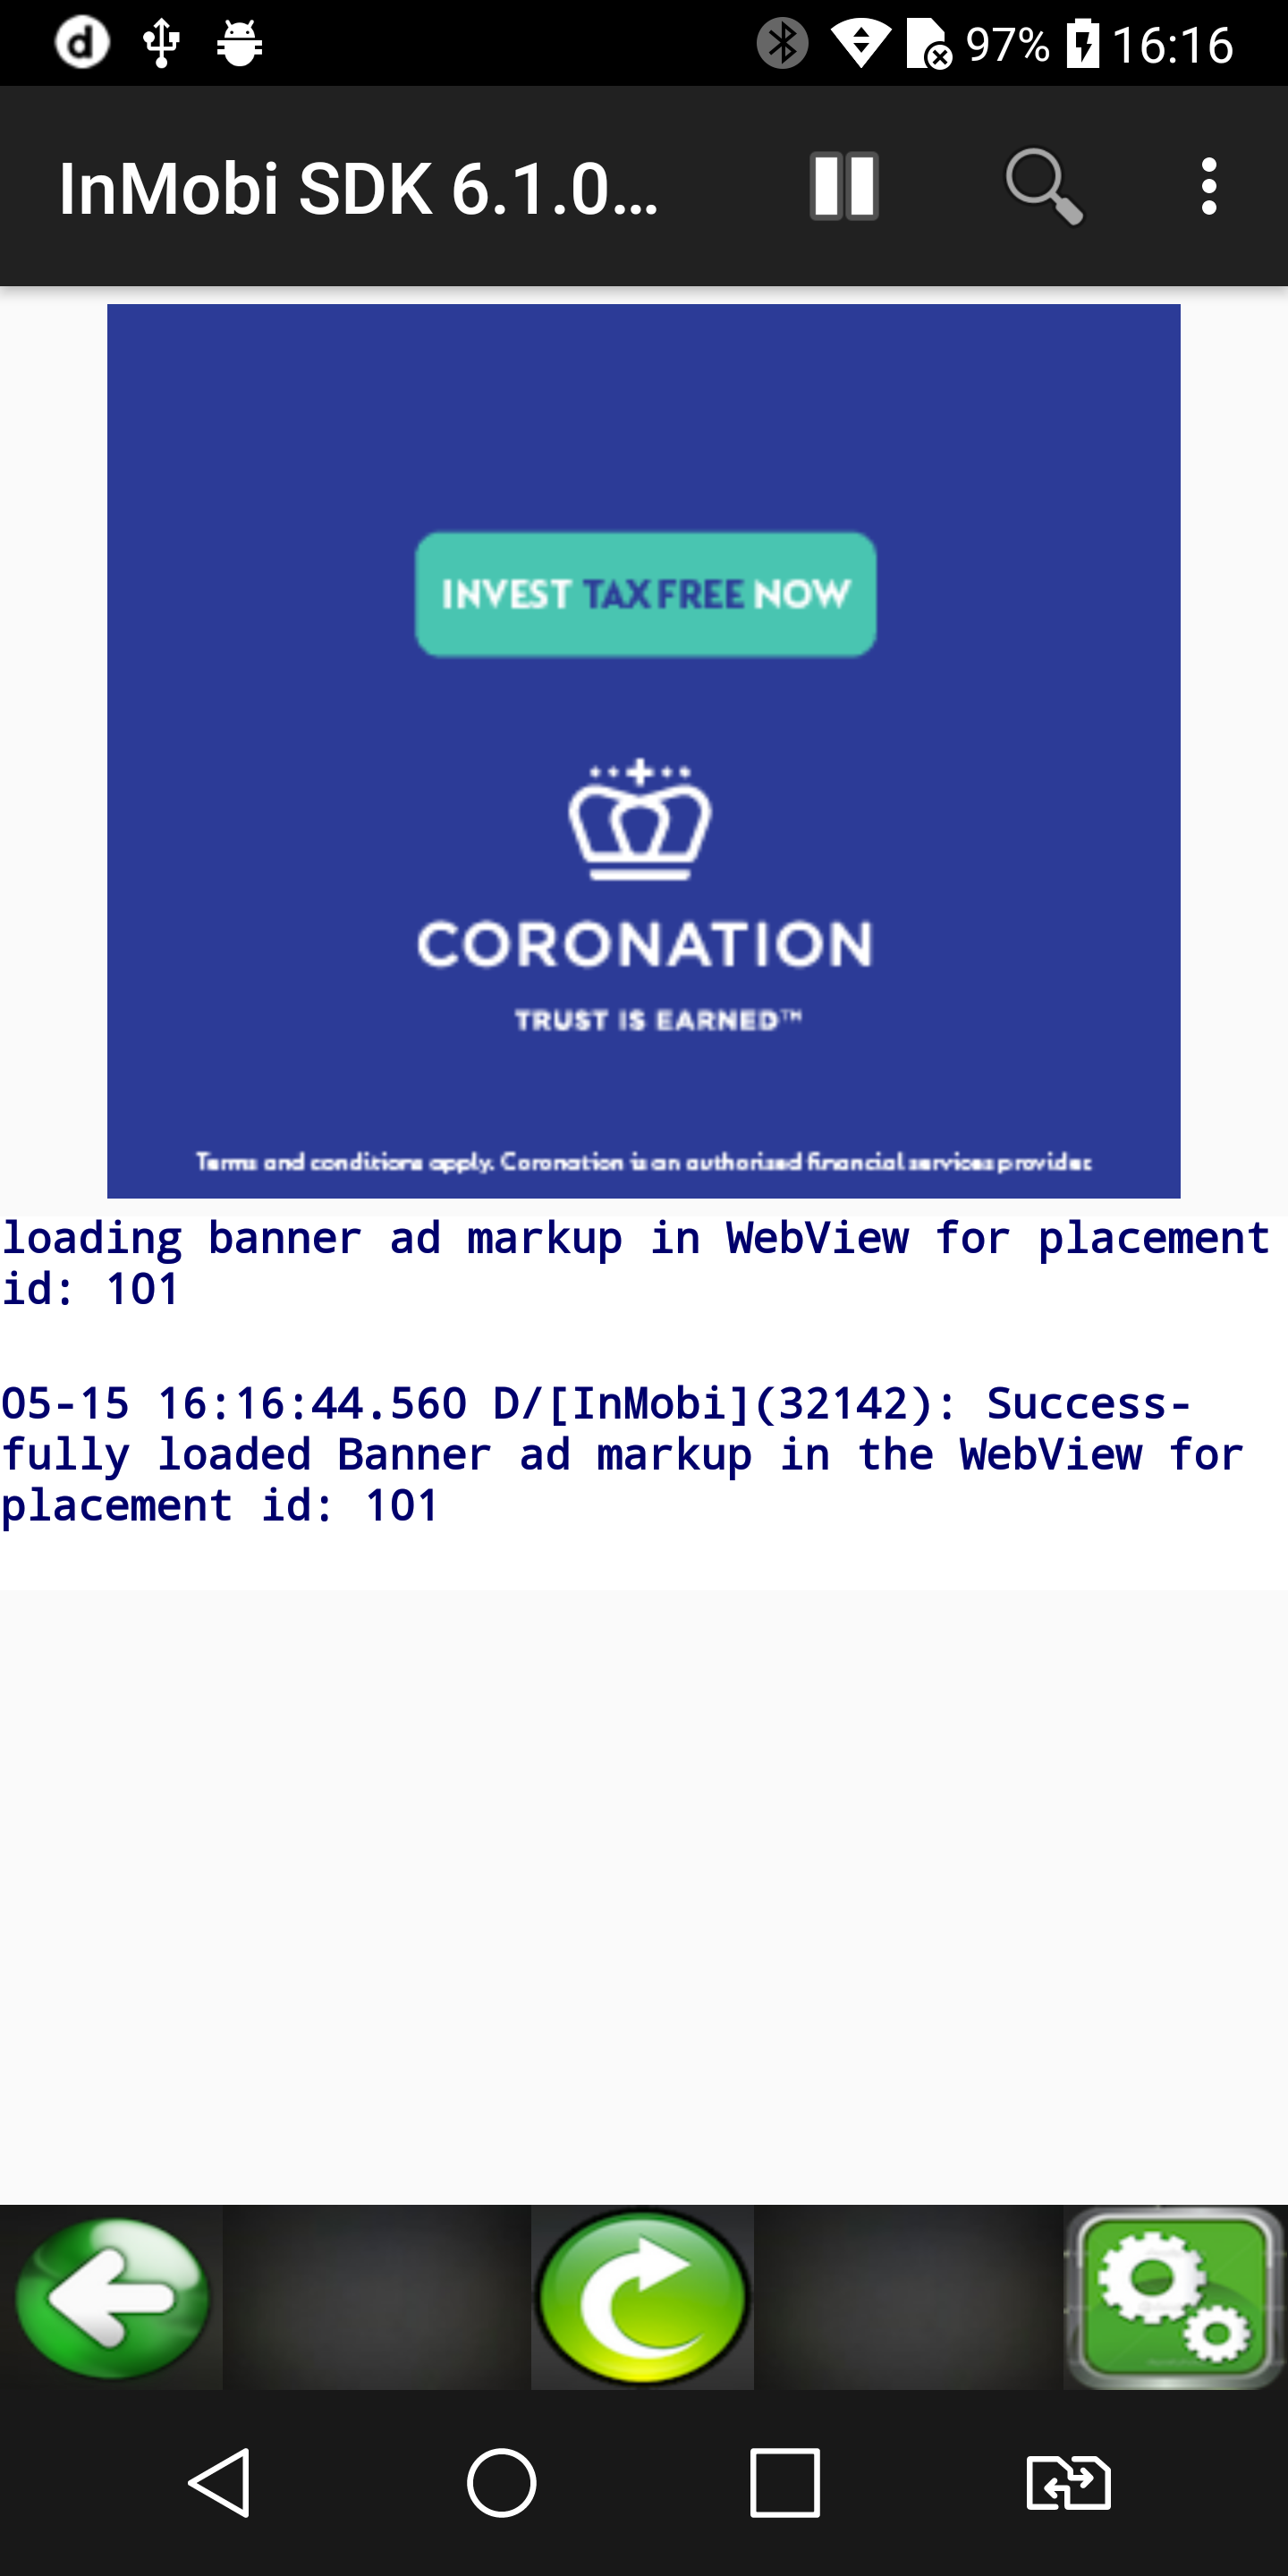 97% 16:16
InMobi SDK 6.1.0...
INVEST TAX FREE NOW
CORONATION
TRUST IS EARNED™
Terms and conditions apply. Coronation is an authorised financial services provider.
loading banner ad markup in WebView for placement
id: 101
05-15 16:16:44.560 D/[InMobi](32142): Success-
fully loaded Banner ad markup in the WebView for
placement id: 101